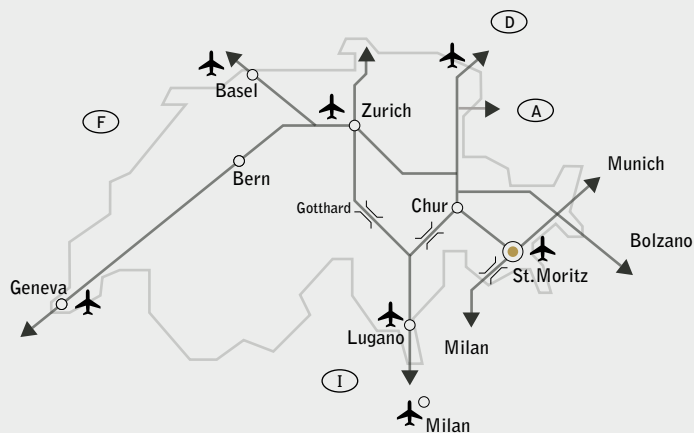 D
Basel
Zurich
F
A
Munich
Bern
Gotthard
Chur
Bolzano
St.Moritz
Geneva
Lugano
Milan
I
Milan